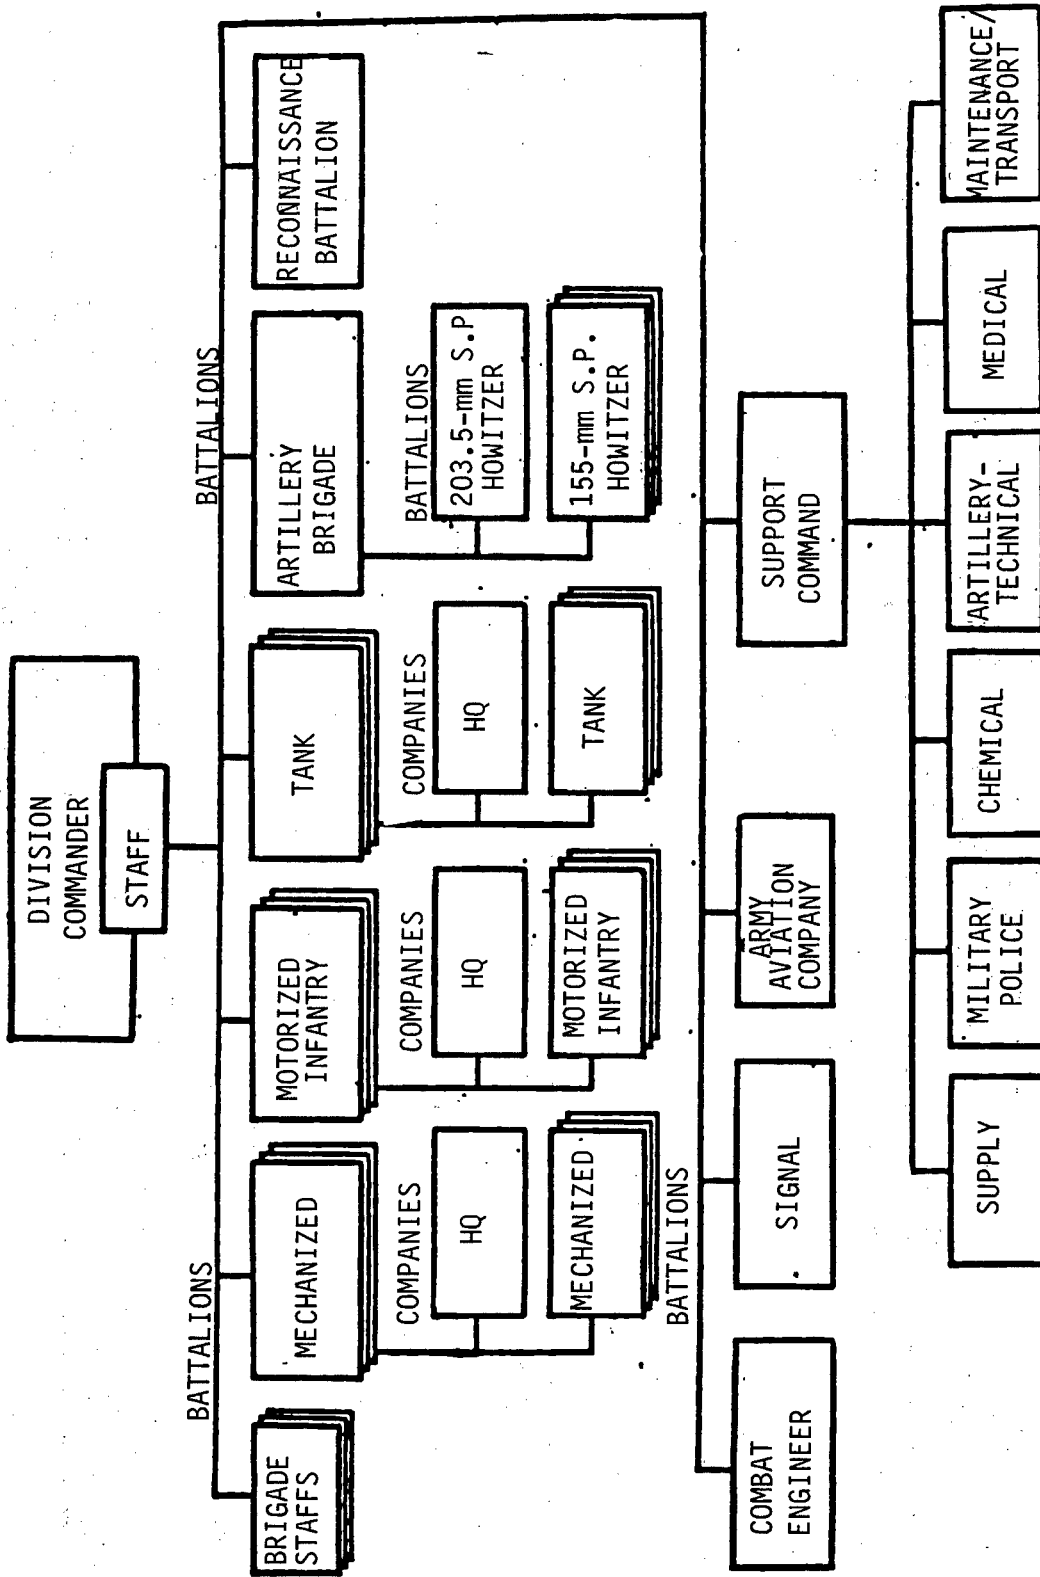 DIVISION
COMMANDER
STAFF
BATTALIONS
BATTALIONS
BRIGADE
STAFFS
MECHANIZED
MOTORIZED
INFANTRY
TANK
ARTILLERY
BRIGADE
RECONNAISSANCE
BATTALION
COMPANIES
HQ
MECHANIZED
COMPANIES
HQ
MOTORIZED
INFANTRY
COMPANIES
HQ
TANK
BATTALIONS
203.5-mm S.P
HOWITZER
155-mm S.P.
HOWITZER
BATTALIONS
COMBAT
ENGINEER
SIGNAL
ARMY
AVIATION
COMPANY
SUPPORT
COMMAND
SUPPLY
MILITARY
POLICE
CHEMICAL
ARTILLERY-
TECHNICAL
MEDICAL
MAINTENANCE/
TRANSPORT